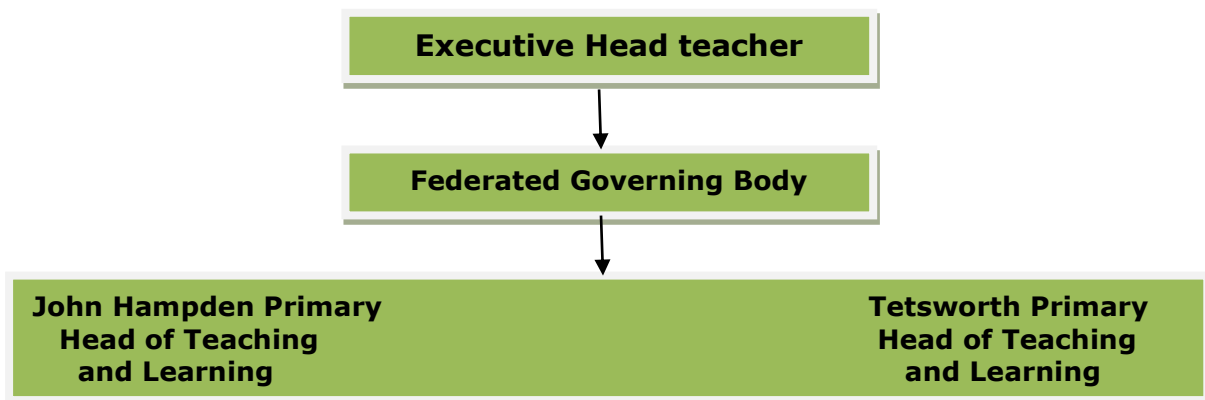 Executive Head teacher
Federated Governing Body
John Hampden Primary
Head of Teaching
and Learning
Tetsworth Primary
Head of Teaching
and Learning